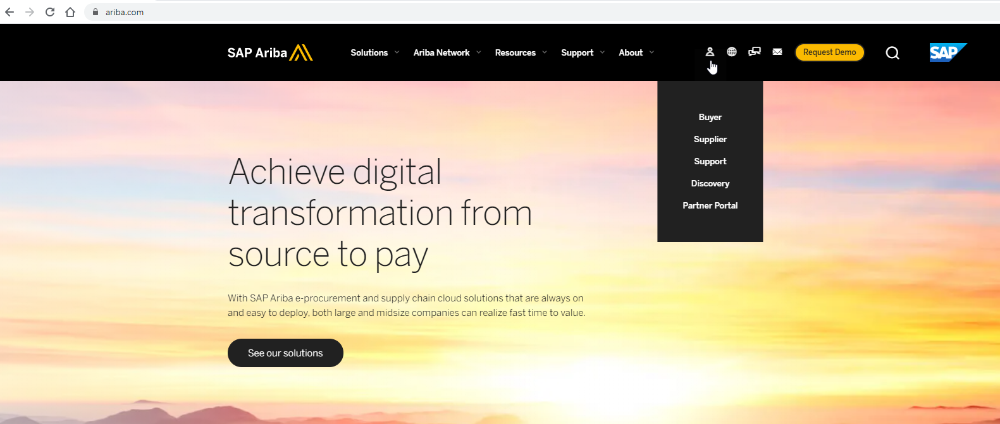 ariba.com
SAP Ariba
Solutions
Ariba Network
Resources
Support
About
Request Demo
SAP
Buyer
Supplier
Support
Discovery
Partner Portal
Achieve digital
transformation from
source to pay
With SAP Ariba e-procurement and supply chain cloud solutions that are always on
and easy to deploy, both large and midsize companies can realize fast time to value.
See our solutions